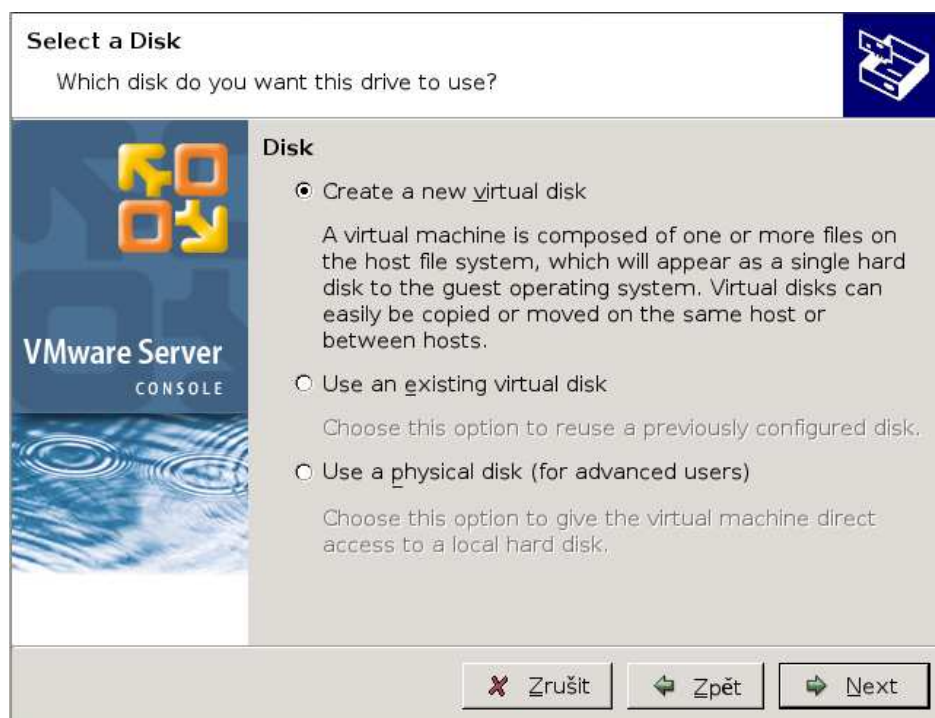 Select a Disk
Which disk do you want this drive to use?
VMware Server
CONSOLE
Disk
Create a new virtual disk
A virtual machine is composed of one or more files on
the host file system, which will appear as a single hard
disk to the guest operating system. Virtual disks can
easily be copied or moved on the same host or
between hosts.
Use an existing virtual disk
Choose this option to reuse a previously configured disk.
Use a physical disk (for advanced users)
Choose this option to give the virtual machine direct
access to a local hard disk.
Zrušit
Zpět
Next